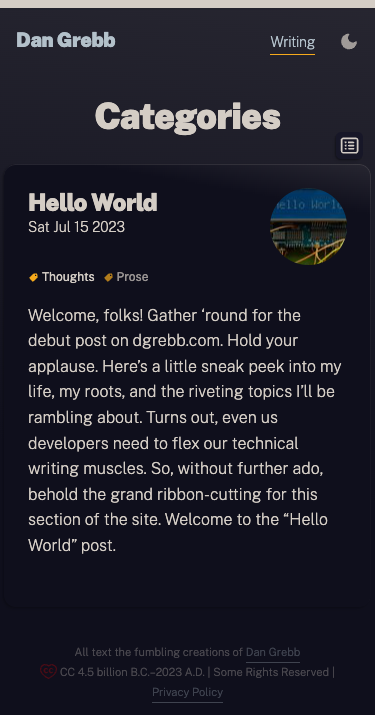 Dan Grebb
Writing
Categories
Hello World
Sat Jul 15 2023
Hello World
Thoughts Prose
Welcome, folks! Gather ‘round for the
debut post on dgrebb.com. Hold your
applause. Here’s a little sneak peek into my
life, my roots, and the riveting topics I’ll be
rambling about. Turns out, even us
developers need to flex our technical
writing muscles. So, without further ado,
behold the grand ribbon-cutting for this
section of the site. Welcome to the “Hello
World” post.
All text the fumbling creations of Dan Grebb
CC 4.5 billion B.C.–2023 A.D. | Some Rights Reserved |
Privacy Policy